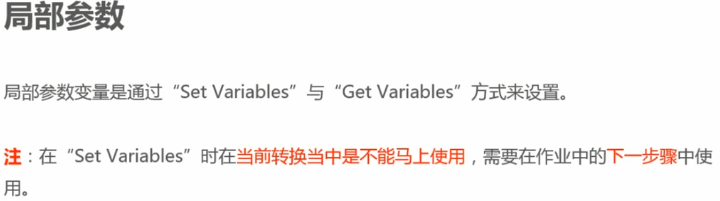 局部参数
局部参数变量是通过“Set Variables”与“Get Variables”方式来设置。
注：在“Set Variables”时在当前转换当中是不能马上使用，需要在作业中的下一步骤中使
用。